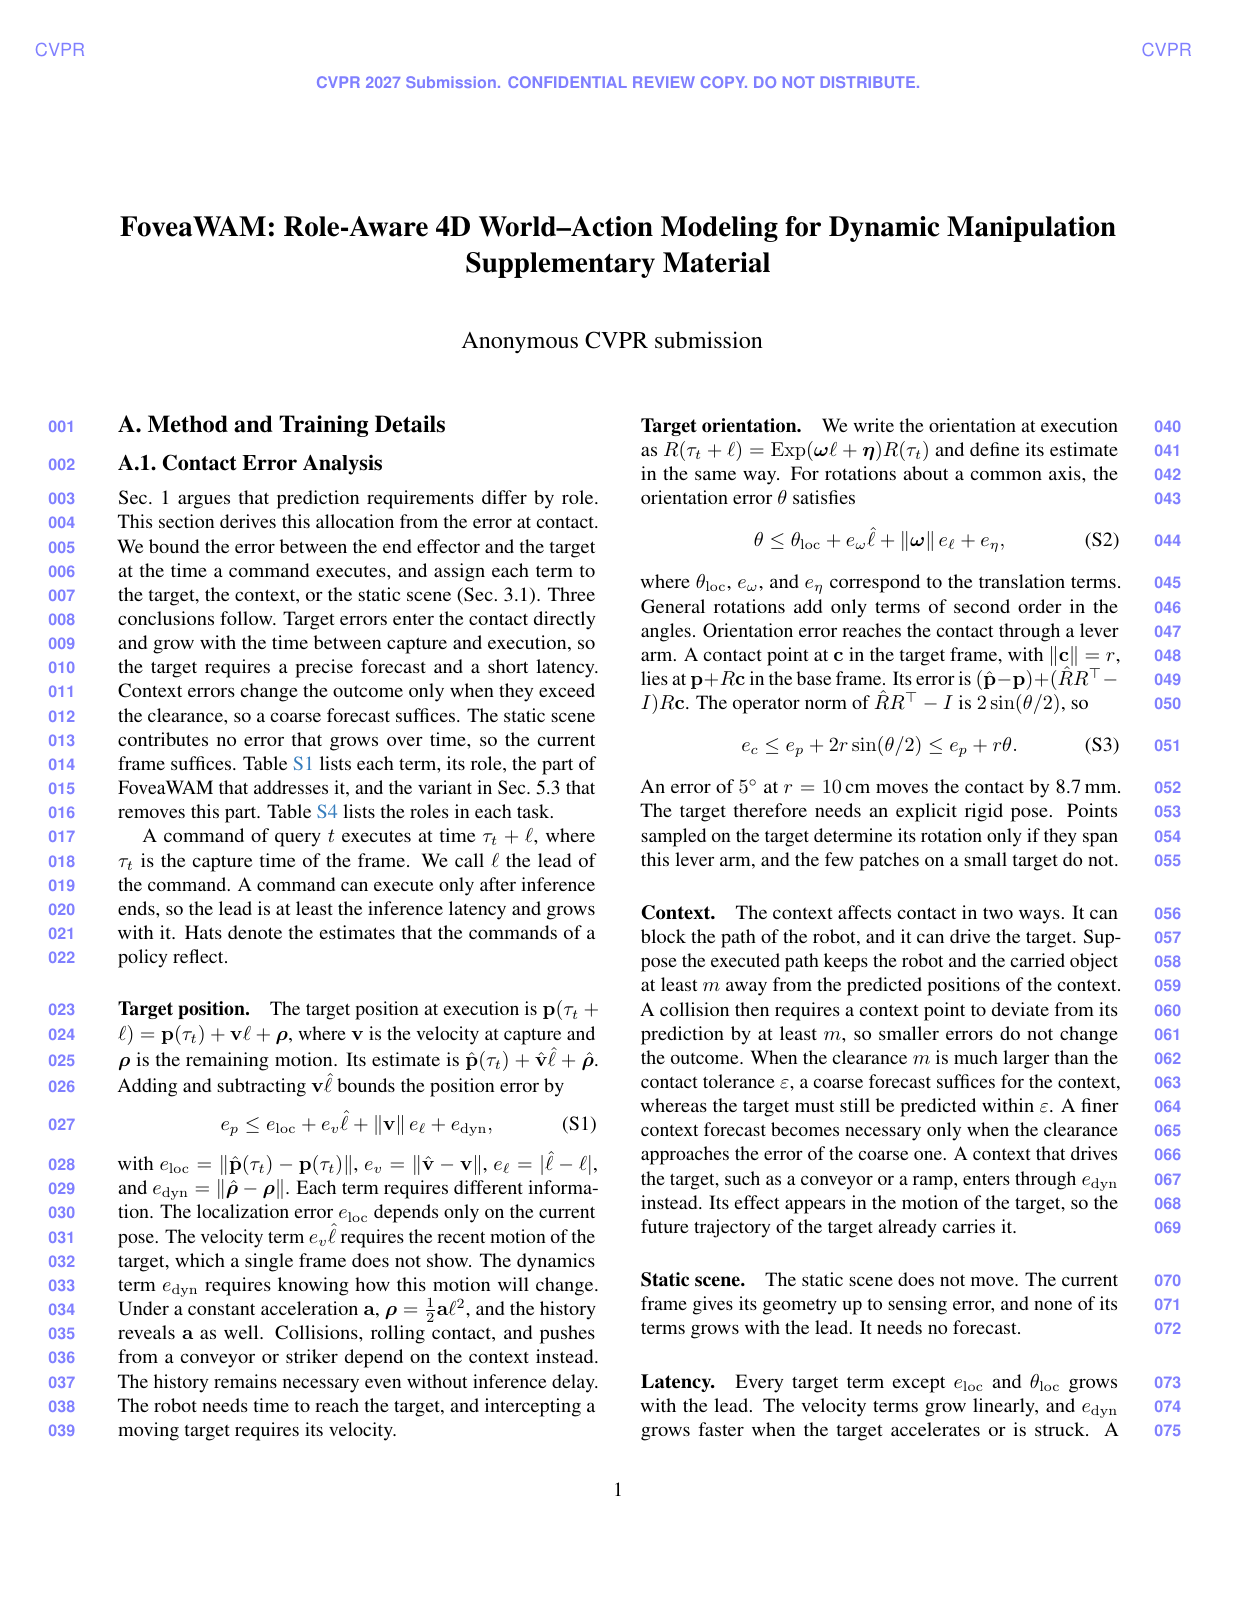 CVPR
CVPR
CVPR 2027 Submission. CONFIDENTIAL REVIEW COPY. DO NOT DISTRIBUTE.
FoveaWAM: Role-Aware 4D World–Action Modeling for Dynamic Manipulation
Supplementary Material
Anonymous CVPR submission
001 A. Method and Training Details
002 A.1. Contact Error Analysis
003 Sec. 1 argues that prediction requirements differ by role.
004 This section derives this allocation from the error at contact.
005 We bound the error between the end effector and the target
006 at the time a command executes, and assign each term to
007 the target, the context, or the static scene (Sec. 3.1). Three
008 conclusions follow. Target errors enter the contact directly
009 and grow with the time between capture and execution, so
010 the target requires a precise forecast and a short latency.
011 Context errors change the outcome only when they exceed
012 the clearance, so a coarse forecast suffices. The static scene
013 contributes no error that grows over time, so the current
014 frame suffices. Table S1 lists each term, its role, the part of
015 FoveaWAM that addresses it, and the variant in Sec. 5.3 that
016 removes this part. Table S4 lists the roles in each task.
017 A command of query t executes at time τₜ + ℓ, where
018 τₜ is the capture time of the frame. We call ℓ the lead of
019 the command. A command can execute only after inference
020 ends, so the lead is at least the inference latency and grows
021 with it. Hats denote the estimates that the commands of a
022 policy reflect.
023 Target position. The target position at execution is p(τₜ +
024 ℓ) = p(τₜ) + vℓ + ρ, where v is the velocity at capture and
025 ρ is the remaining motion. Its estimate is p̂(τₜ) + v̂ℓ̂ + ρ̂.
026 Adding and subtracting vℓ̂ bounds the position error by
027 e_p ≤ e_loc + e_v ℓ̂ + ‖v‖ e_ℓ + e_dyn, (S1)
028 with e_loc = ‖p̂(τₜ) − p(τₜ)‖, e_v = ‖v̂ − v‖, e_ℓ = |ℓ̂ − ℓ|,
029 and e_dyn = ‖ρ̂ − ρ‖. Each term requires different informa-
030 tion. The localization error e_loc depends only on the current
031 pose. The velocity term e_v ℓ̂ requires the recent motion of the
032 target, which a single frame does not show. The dynamics
033 term e_dyn requires knowing how this motion will change.
034 Under a constant acceleration a, ρ = ½aℓ², and the history
035 reveals a as well. Collisions, rolling contact, and pushes
036 from a conveyor or striker depend on the context instead.
037 The history remains necessary even without inference delay.
038 The robot needs time to reach the target, and intercepting a
039 moving target requires its velocity.
Target orientation. We write the orientation at execution 040
as R(τₜ + ℓ) = Exp(ωℓ + η)R(τₜ) and define its estimate 041
in the same way. For rotations about a common axis, the 042
orientation error θ satisfies 043
θ ≤ θ_loc + e_ω ℓ̂ + ‖ω‖ e_ℓ + e_η, (S2) 044
where θ_loc, e_ω, and e_η correspond to the translation terms. 045
General rotations add only terms of second order in the 046
angles. Orientation error reaches the contact through a lever 047
arm. A contact point at c in the target frame, with ‖c‖ = r, 048
lies at p+Rc in the base frame. Its error is (p̂−p)+(R̂R⊤− 049
I)Rc. The operator norm of R̂R⊤ − I is 2 sin(θ/2), so 050
e_c ≤ e_p + 2r sin(θ/2) ≤ e_p + rθ. (S3) 051
An error of 5° at r = 10 cm moves the contact by 8.7 mm. 052
The target therefore needs an explicit rigid pose. Points 053
sampled on the target determine its rotation only if they span 054
this lever arm, and the few patches on a small target do not. 055
Context. The context affects contact in two ways. It can 056
block the path of the robot, and it can drive the target. Sup- 057
pose the executed path keeps the robot and the carried object 058
at least m away from the predicted positions of the context. 059
A collision then requires a context point to deviate from its 060
prediction by at least m, so smaller errors do not change 061
the outcome. When the clearance m is much larger than the 062
contact tolerance ε, a coarse forecast suffices for the context, 063
whereas the target must still be predicted within ε. A finer 064
context forecast becomes necessary only when the clearance 065
approaches the error of the coarse one. A context that drives 066
the target, such as a conveyor or a ramp, enters through e_dyn 067
instead. Its effect appears in the motion of the target, so the 068
future trajectory of the target already carries it. 069
Static scene. The static scene does not move. The current 070
frame gives its geometry up to sensing error, and none of its 071
terms grows with the lead. It needs no forecast. 072
Latency. Every target term except e_loc and θ_loc grows 073
with the lead. The velocity terms grow linearly, and e_dyn 074
grows faster when the target accelerates or is struck. A 075
1